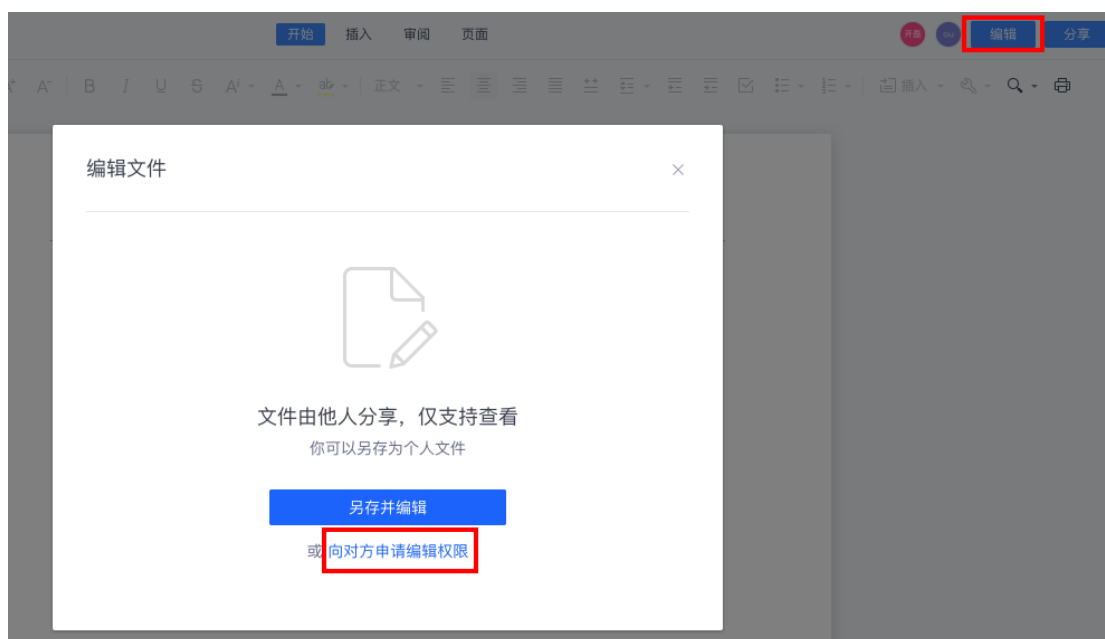 开始 插入 审阅 页面 编辑 分享
A⁺ A⁻ B I U S A A ab 正文 插入
编辑文件
文件由他人分享，仅支持查看
你可以另存为个人文件
另存并编辑
或 向对方申请编辑权限